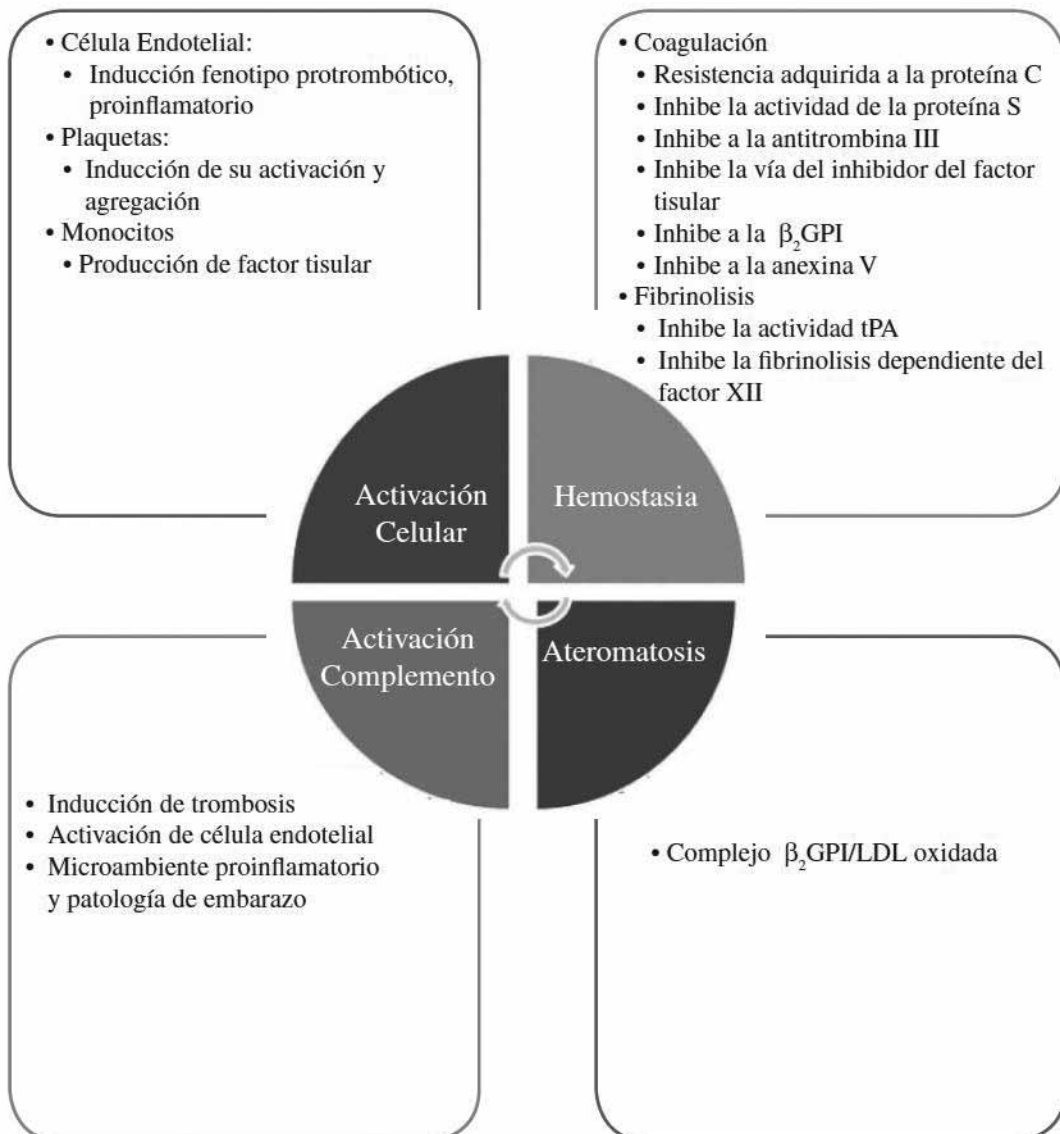 • Célula Endotelial:
• Inducción fenotipo protrombótico,
proinflamatorio
• Plaquetas:
• Inducción de su activación y
agregación
• Monocitos
• Producción de factor tisular
• Coagulación
• Resistencia adquirida a la proteína C
• Inhibe la actividad de la proteína S
• Inhibe a la antitrombina III
• Inhibe la vía del inhibidor del factor
tisular
• Inhibe a la β₂GPI
• Inhibe a la anexina V
• Fibrinolisis
• Inhibe la actividad tPA
• Inhibe la fibrinolisis dependiente del
factor XII
Activación
Celular
Hemostasia
Activación
Complemento
Ateromatosis
• Inducción de trombosis
• Activación de célula endotelial
• Microambiente proinflamatorio
y patología de embarazo
• Complejo β₂GPI/LDL oxidada